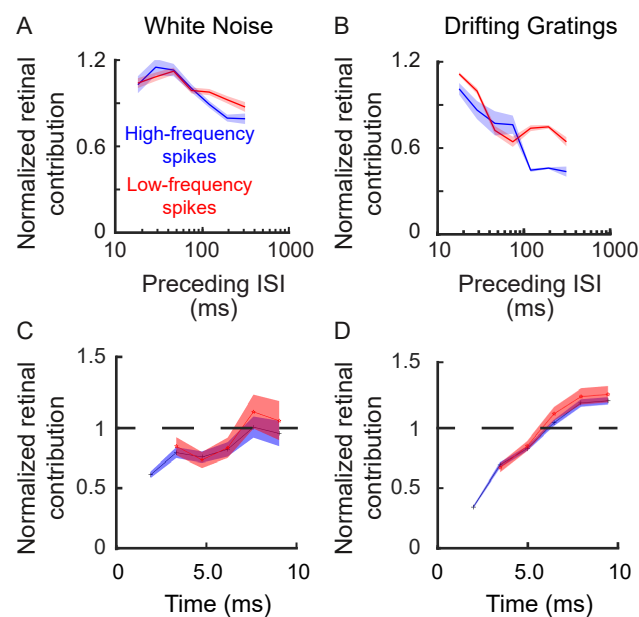 A White Noise
Normalized retinal
contribution
1.2
0.6
0
High-frequency
spikes
Low-frequency
spikes
10 100 1000
Preceding ISI
(ms)
B Drifting Gratings
Normalized retinal
contribution
1.2
0.6
0
10 100 1000
Preceding ISI
(ms)
C
Normalized retinal
contribution
1.5
1
0.5
0
0 5.0 10
Time (ms)
D
Normalized retinal
contribution
1.5
1
0.5
0
0 5.0 10
Time (ms)